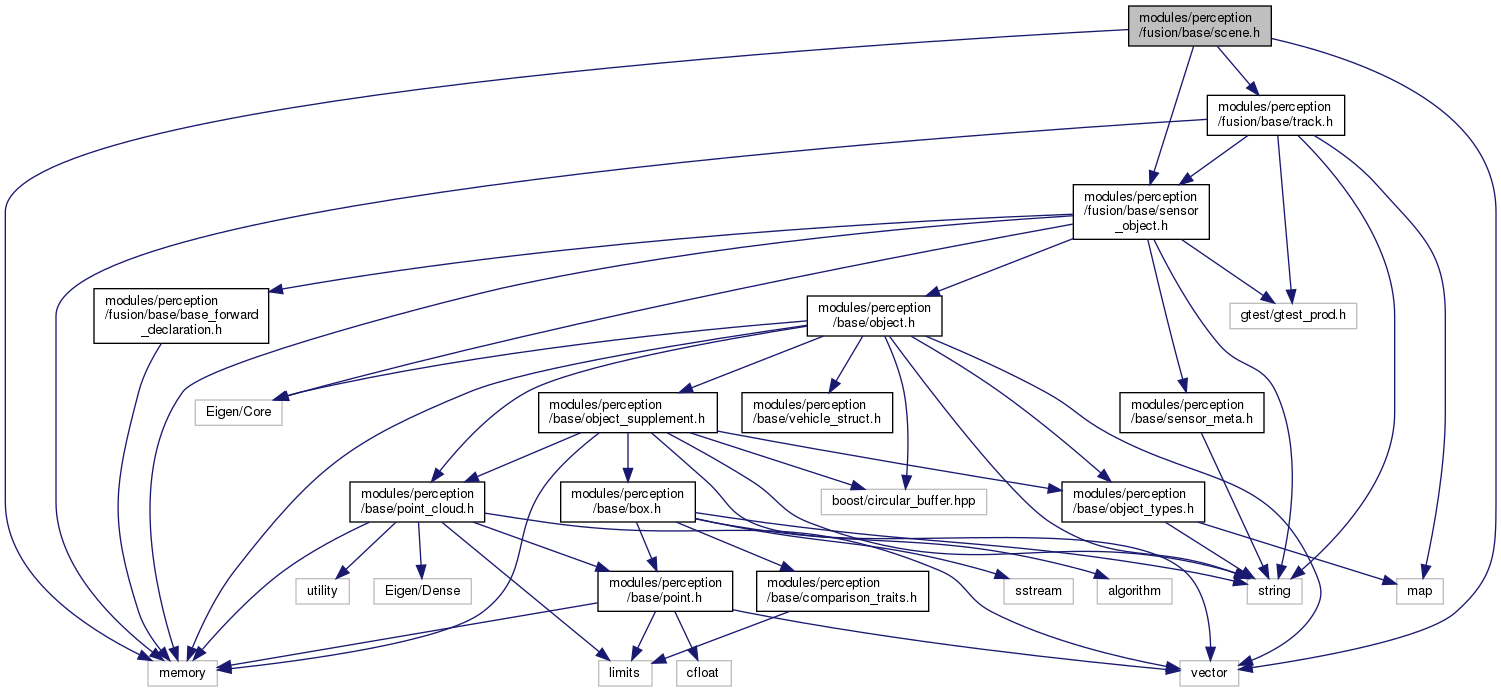 modules/perception
/fusion/base/scene.h
modules/perception
/fusion/base/track.h
modules/perception
/fusion/base/sensor
_object.h
modules/perception
/fusion/base/base_forward
_declaration.h
modules/perception
/base/object.h
gtest/gtest_prod.h
Eigen/Core
modules/perception
/base/object_supplement.h
modules/perception
/base/vehicle_struct.h
modules/perception
/base/sensor_meta.h
modules/perception
/base/point_cloud.h
modules/perception
/base/box.h
boost/circular_buffer.hpp
modules/perception
/base/object_types.h
utility
Eigen/Dense
modules/perception
/base/point.h
modules/perception
/base/comparison_traits.h
sstream
algorithm
string
map
memory
limits
cfloat
vector